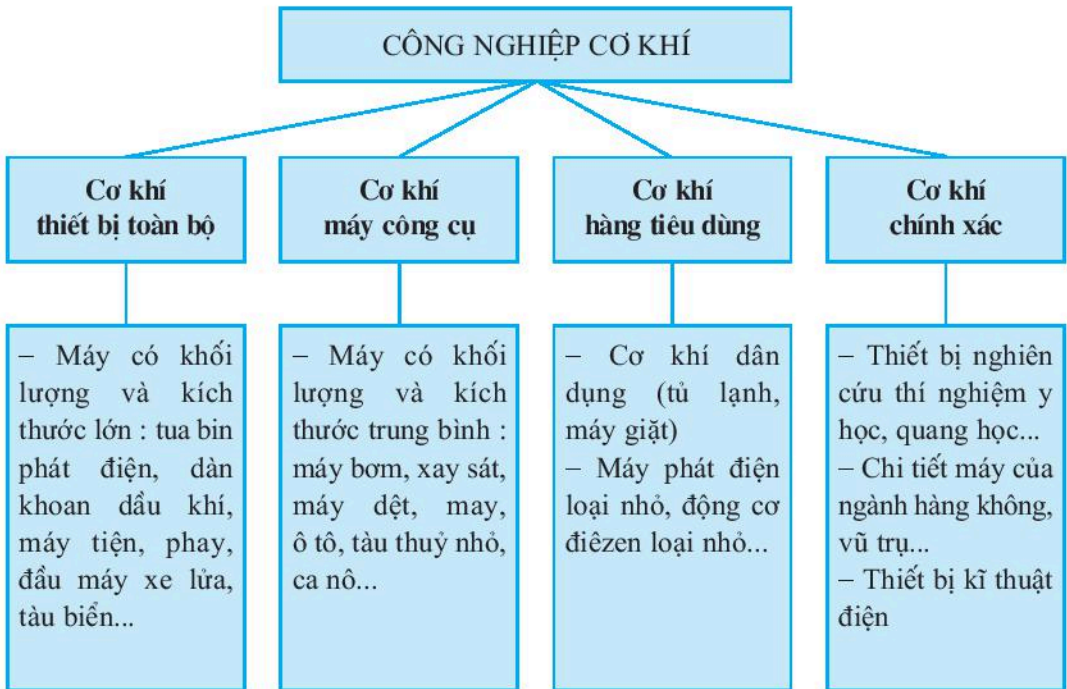 CÔNG NGHIỆP CƠ KHÍ
Cơ khí
thiết bị toàn bộ
Cơ khí
máy công cụ
Cơ khí
hàng tiêu dùng
Cơ khí
chính xác
– Máy có khối
lượng và kích
thước lớn : tua bin
phát điện, dàn
khoan dầu khí,
máy tiện, phay,
đầu máy xe lửa,
tàu biển...
– Máy có khối
lượng và kích
thước trung bình :
máy bơm, xay sát,
máy dệt, may,
ô tô, tàu thuỷ nhỏ,
ca nô...
– Cơ khí dân
dụng (tủ lạnh,
máy giặt)
– Máy phát điện
loại nhỏ, động cơ
điêzen loại nhỏ...
– Thiết bị nghiên
cứu thí nghiệm y
học, quang học...
– Chi tiết máy của
ngành hàng không,
vũ trụ...
– Thiết bị kĩ thuật
điện